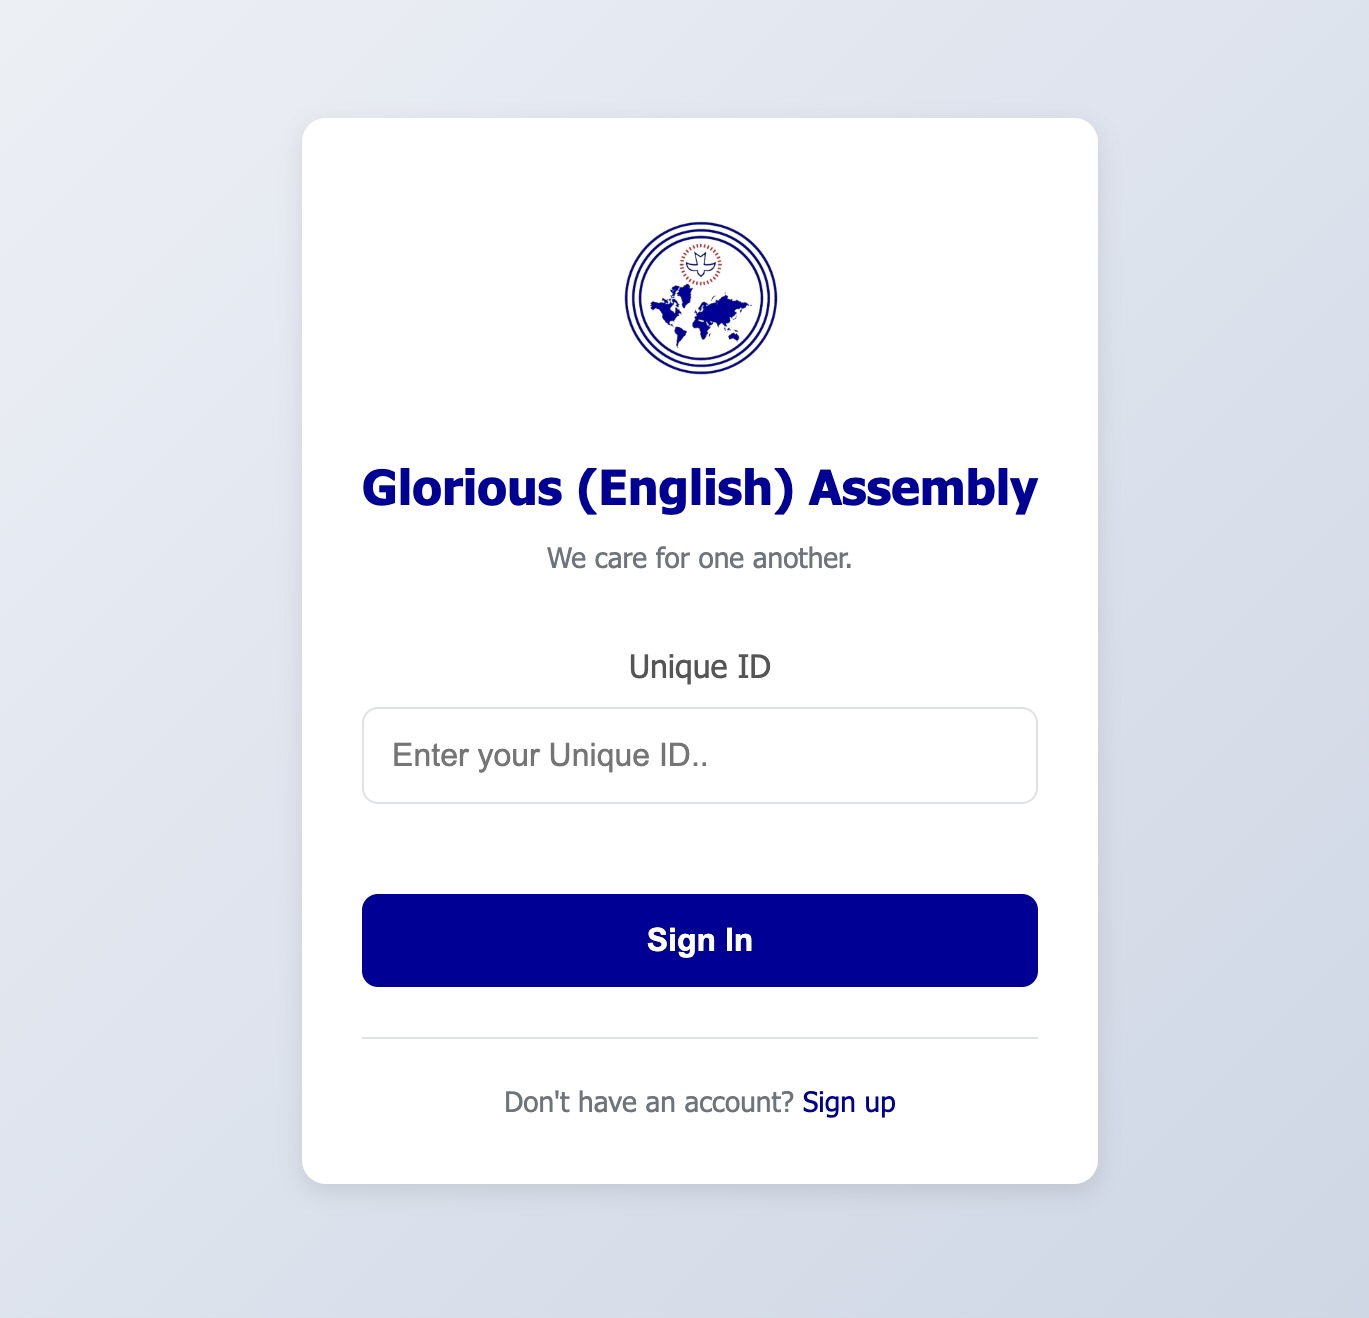 Glorious (English) Assembly
We care for one another.
Unique ID
Enter your Unique ID..
Sign In
Don't have an account? Sign up